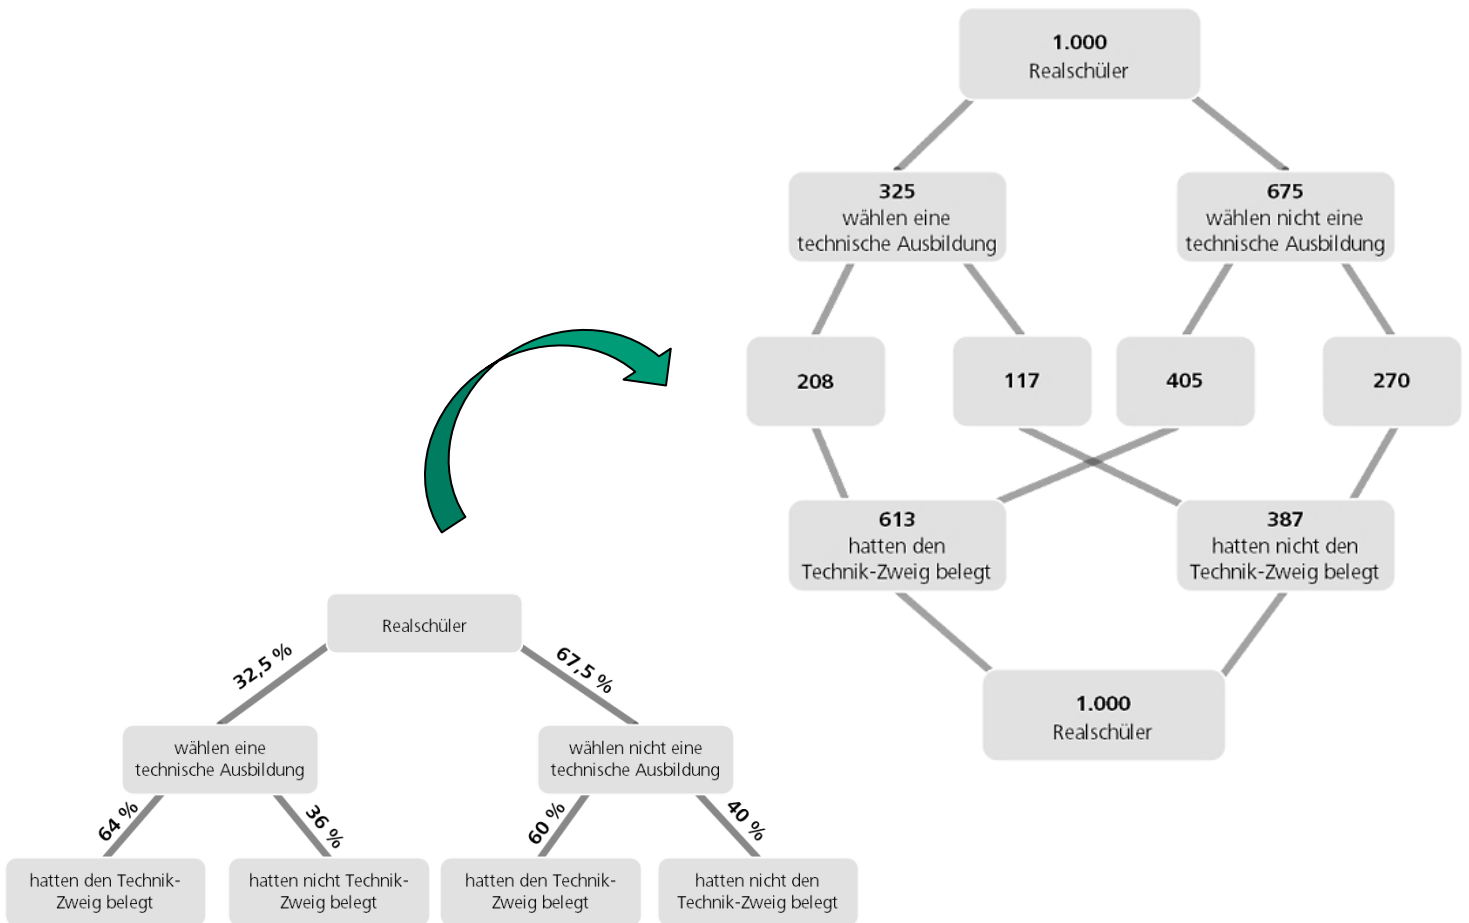 1.000
Realschüler
325
wählen eine
technische Ausbildung
675
wählen nicht eine
technische Ausbildung
208
117
405
270
613
hatten den
Technik-Zweig belegt
387
hatten nicht den
Technik-Zweig belegt
1.000
Realschüler
Realschüler
32,5 %
67,5 %
wählen eine
technische Ausbildung
wählen nicht eine
technische Ausbildung
64 %
36 %
60 %
40 %
hatten den Technik-
Zweig belegt
hatten nicht Technik-
Zweig belegt
hatten den Technik-
Zweig belegt
hatten nicht den
Technik-Zweig belegt